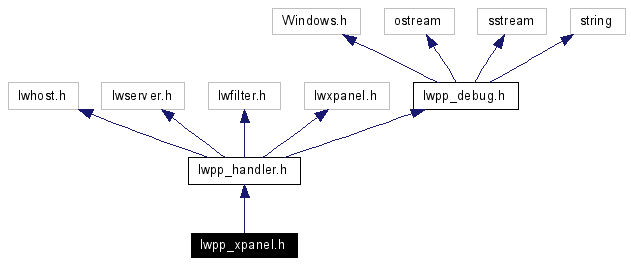 Windows.h ostream sstream string
lwhost.h lwserver.h lwfilter.h lwxpanel.h lwpp_debug.h
lwpp_handler.h
lwpp_xpanel.h